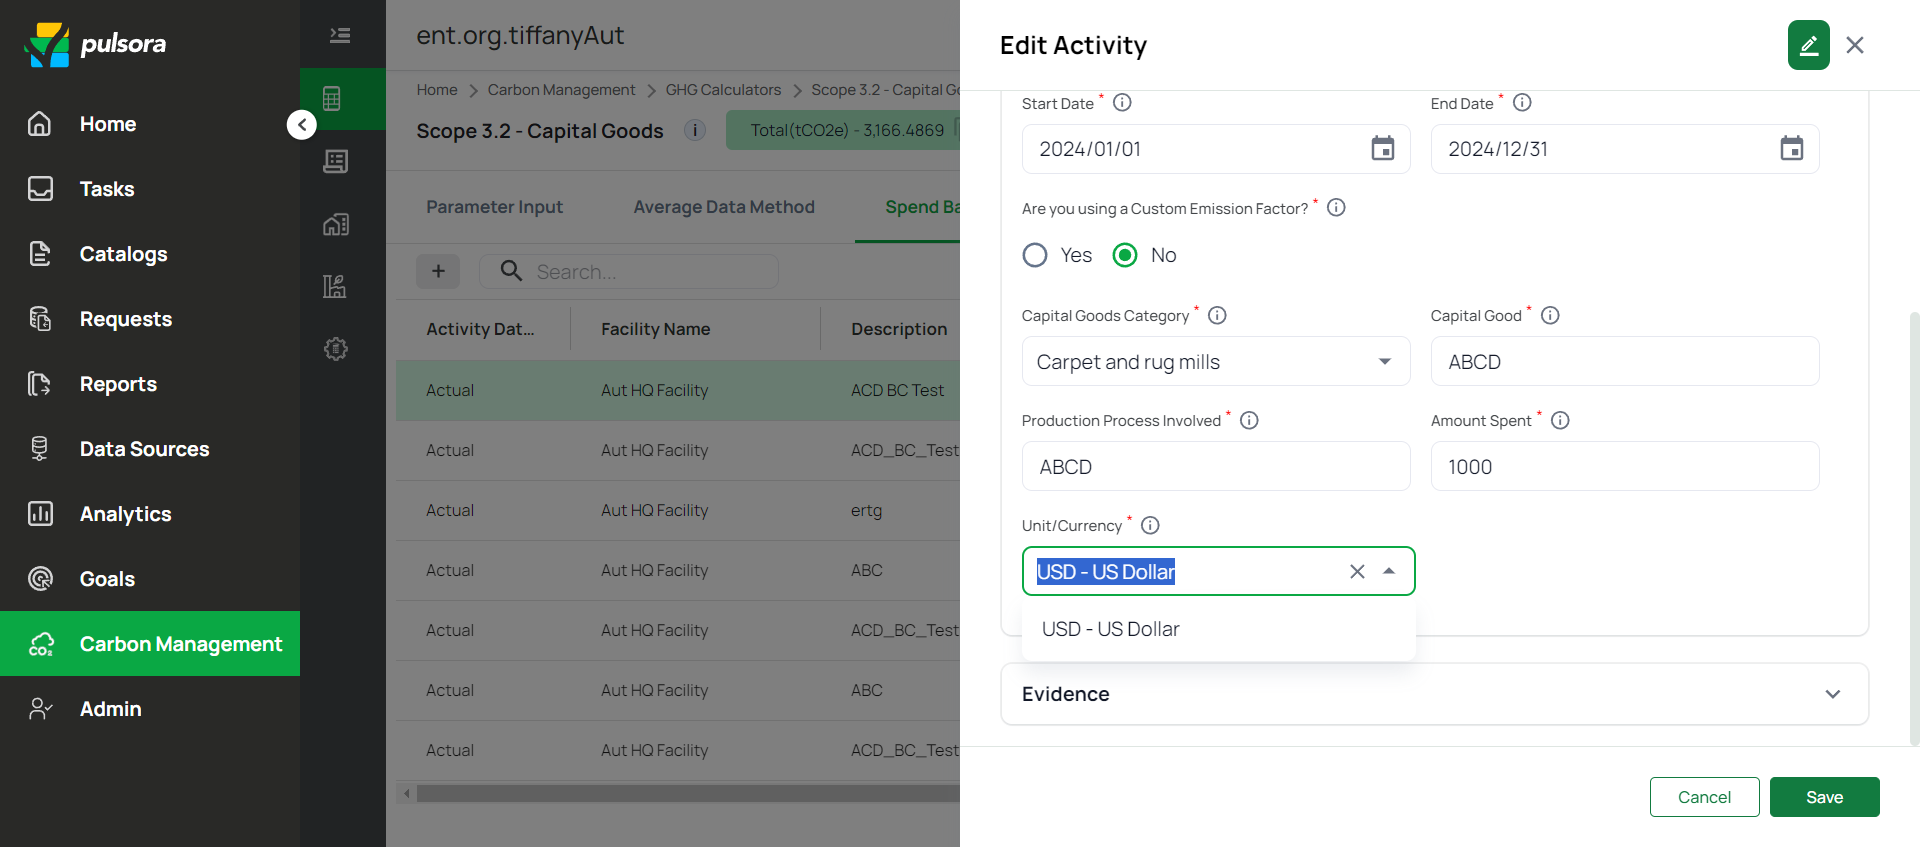 pulsora
Home
Tasks
Catalogs
Requests
Reports
Data Sources
Analytics
Goals
CO₂
Carbon Management
Admin
ent.org.tiffanyAut
Home > Carbon Management > GHG Calculators > Scope 3.2 - Capital Go
Scope 3.2 - Capital Goods
Total(tCO2e) - 3,166.4869
Parameter Input
Average Data Method
Spend Ba
+
Search...
Activity Dat...
Facility Name
Description
Actual Aut HQ Facility ACD BC Test
Actual Aut HQ Facility ACD_BC_Test
Actual Aut HQ Facility ertg
Actual Aut HQ Facility ABC
Actual Aut HQ Facility ACD_BC_Test
Actual Aut HQ Facility ABC
Actual Aut HQ Facility ACD_BC_Test
Edit Activity
Start Date *
End Date *
2024/01/01
2024/12/31
Are you using a Custom Emission Factor? *
Yes
No
Capital Goods Category *
Capital Good *
Carpet and rug mills
ABCD
Production Process Involved *
Amount Spent *
ABCD
1000
Unit/Currency *
USD - US Dollar
USD - US Dollar
Evidence
Cancel
Save